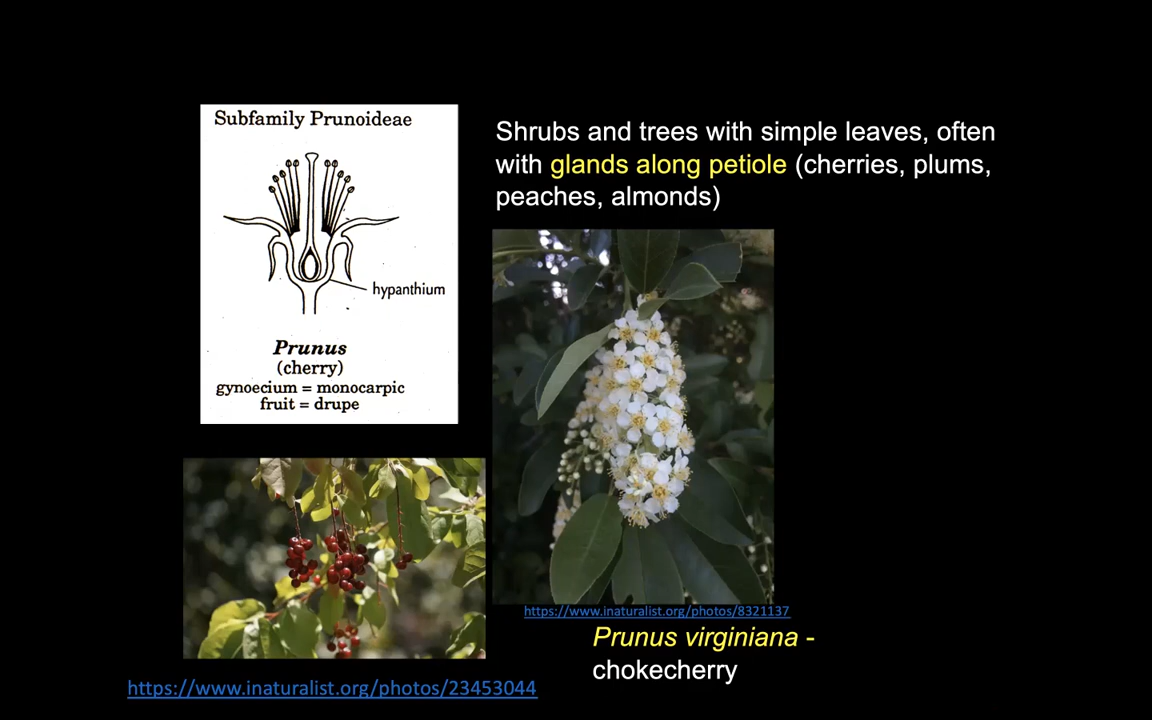 Subfamily Prunoideae
hypanthium
Prunus
(cherry)
gynoecium = monocarpic
fruit = drupe
Shrubs and trees with simple leaves, often
with glands along petiole (cherries, plums,
peaches, almonds)
https://www.inaturalist.org/photos/8321137
Prunus virginiana -
chokecherry
https://www.inaturalist.org/photos/23453044